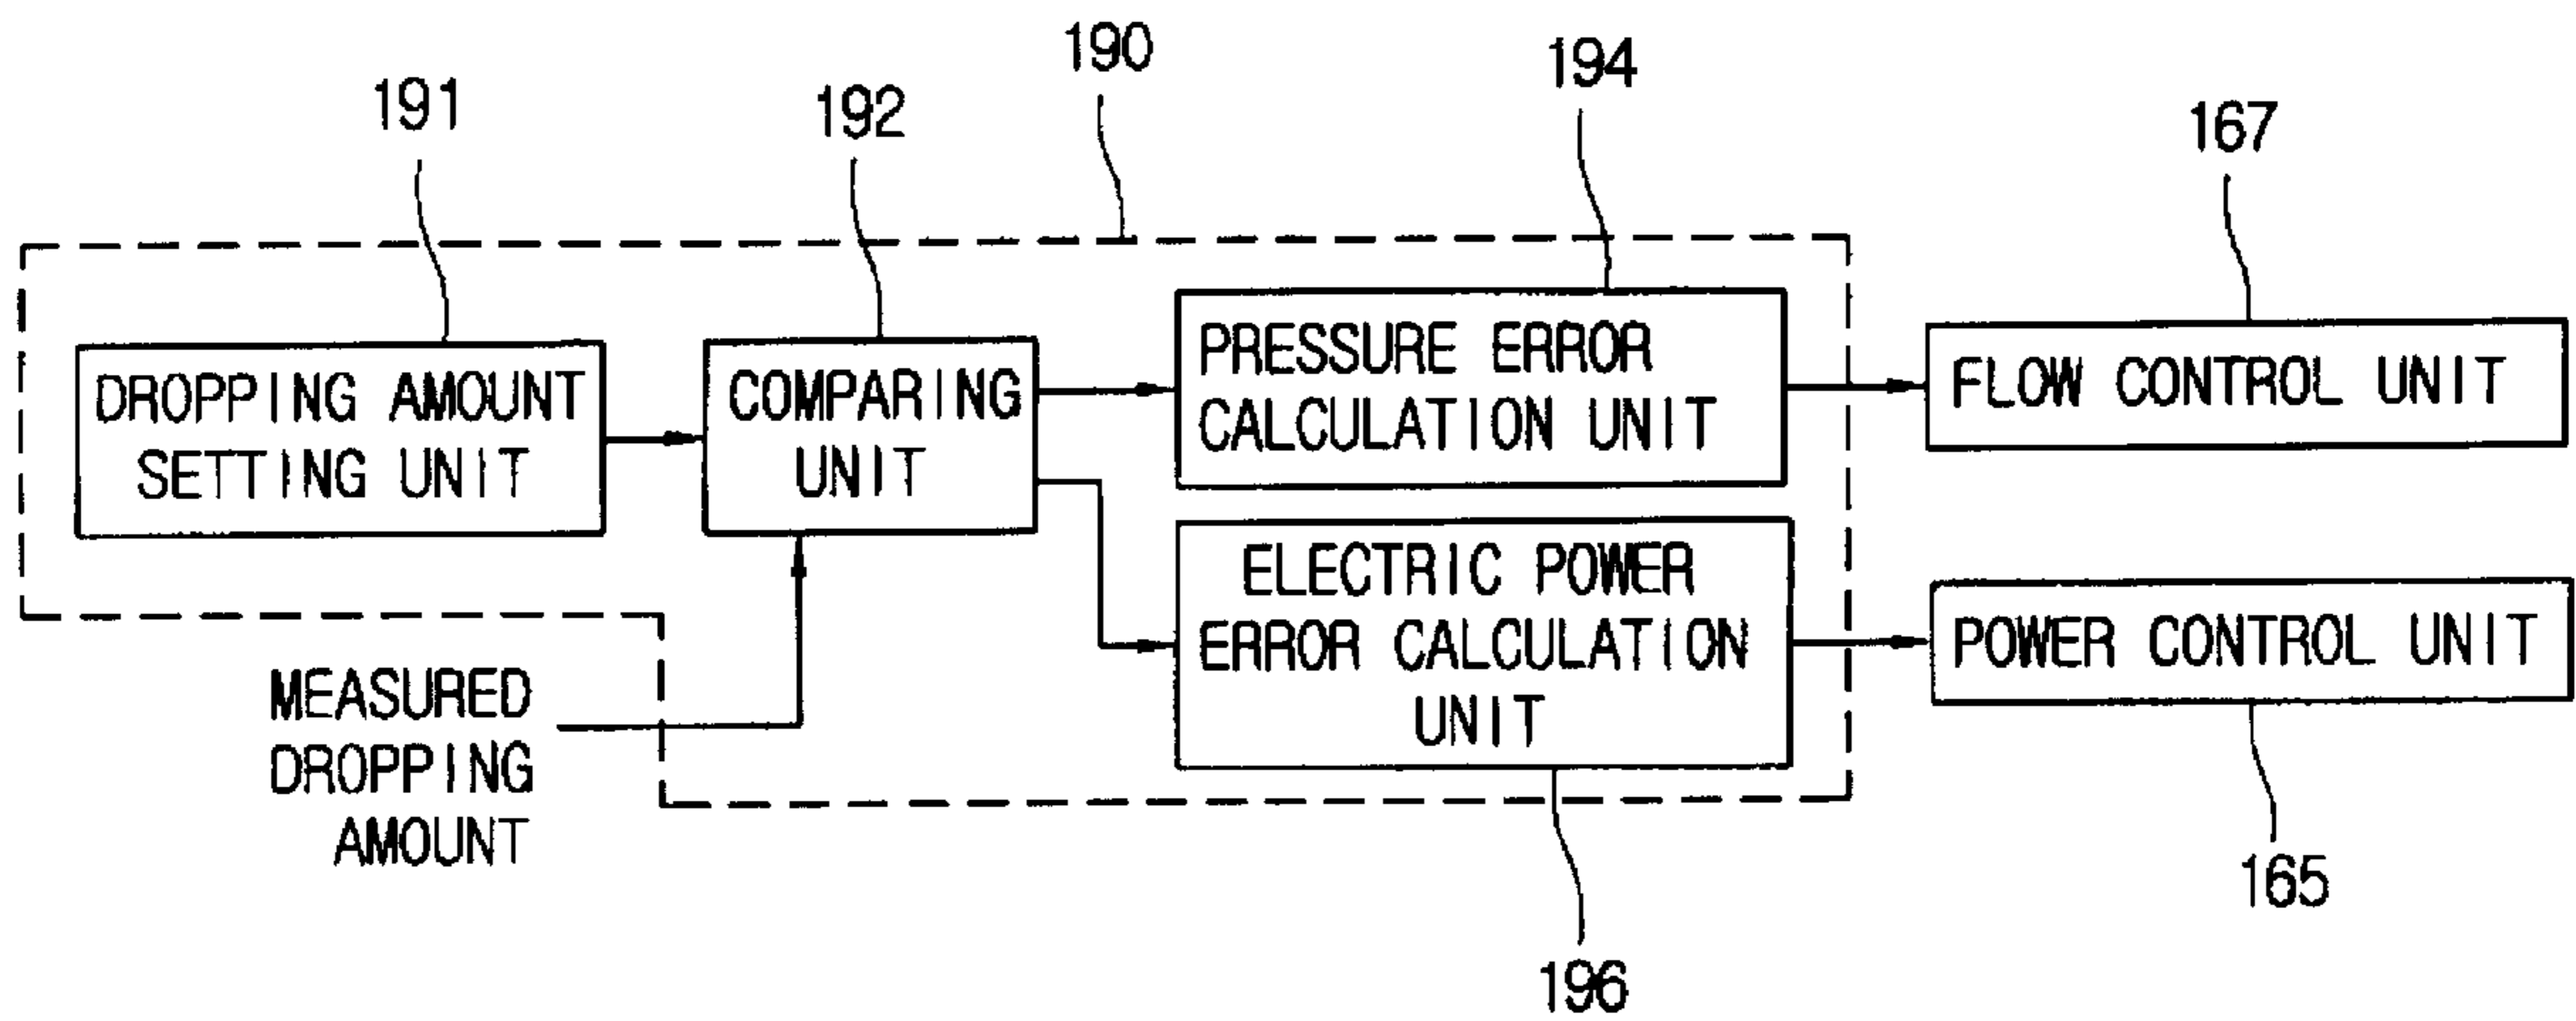 190
194
191
192
167
DROPPING AMOUNT
SETTING UNIT
COMPARING
UNIT
PRESSURE ERROR
CALCULATION UNIT
FLOW CONTROL UNIT
ELECTRIC POWER
ERROR CALCULATION
UNIT
POWER CONTROL UNIT
MEASURED
DROPPING
AMOUNT
165
196